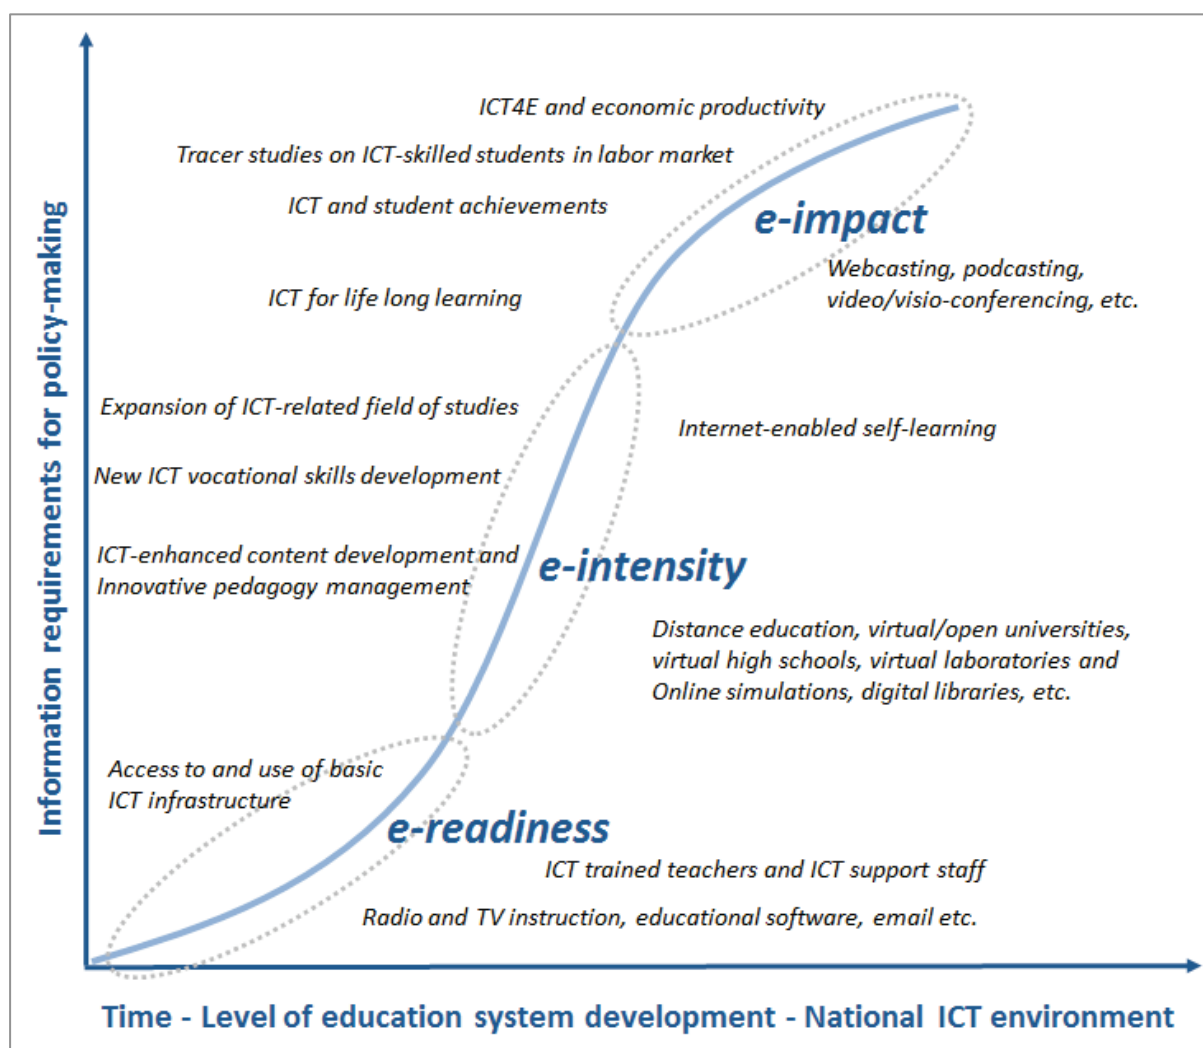 Information requirements for policy-making
ICT4E and economic productivity
Tracer studies on ICT-skilled students in labor market
ICT and student achievements
e-impact
Webcasting, podcasting,
video/visio-conferencing, etc.
ICT for life long learning
Expansion of ICT-related field of studies
Internet-enabled self-learning
New ICT vocational skills development
ICT-enhanced content development and
Innovative pedagogy management
e-intensity
Distance education, virtual/open universities,
virtual high schools, virtual laboratories and
Online simulations, digital libraries, etc.
Access to and use of basic
ICT infrastructure
e-readiness
ICT trained teachers and ICT support staff
Radio and TV instruction, educational software, email etc.
Time - Level of education system development - National ICT environment